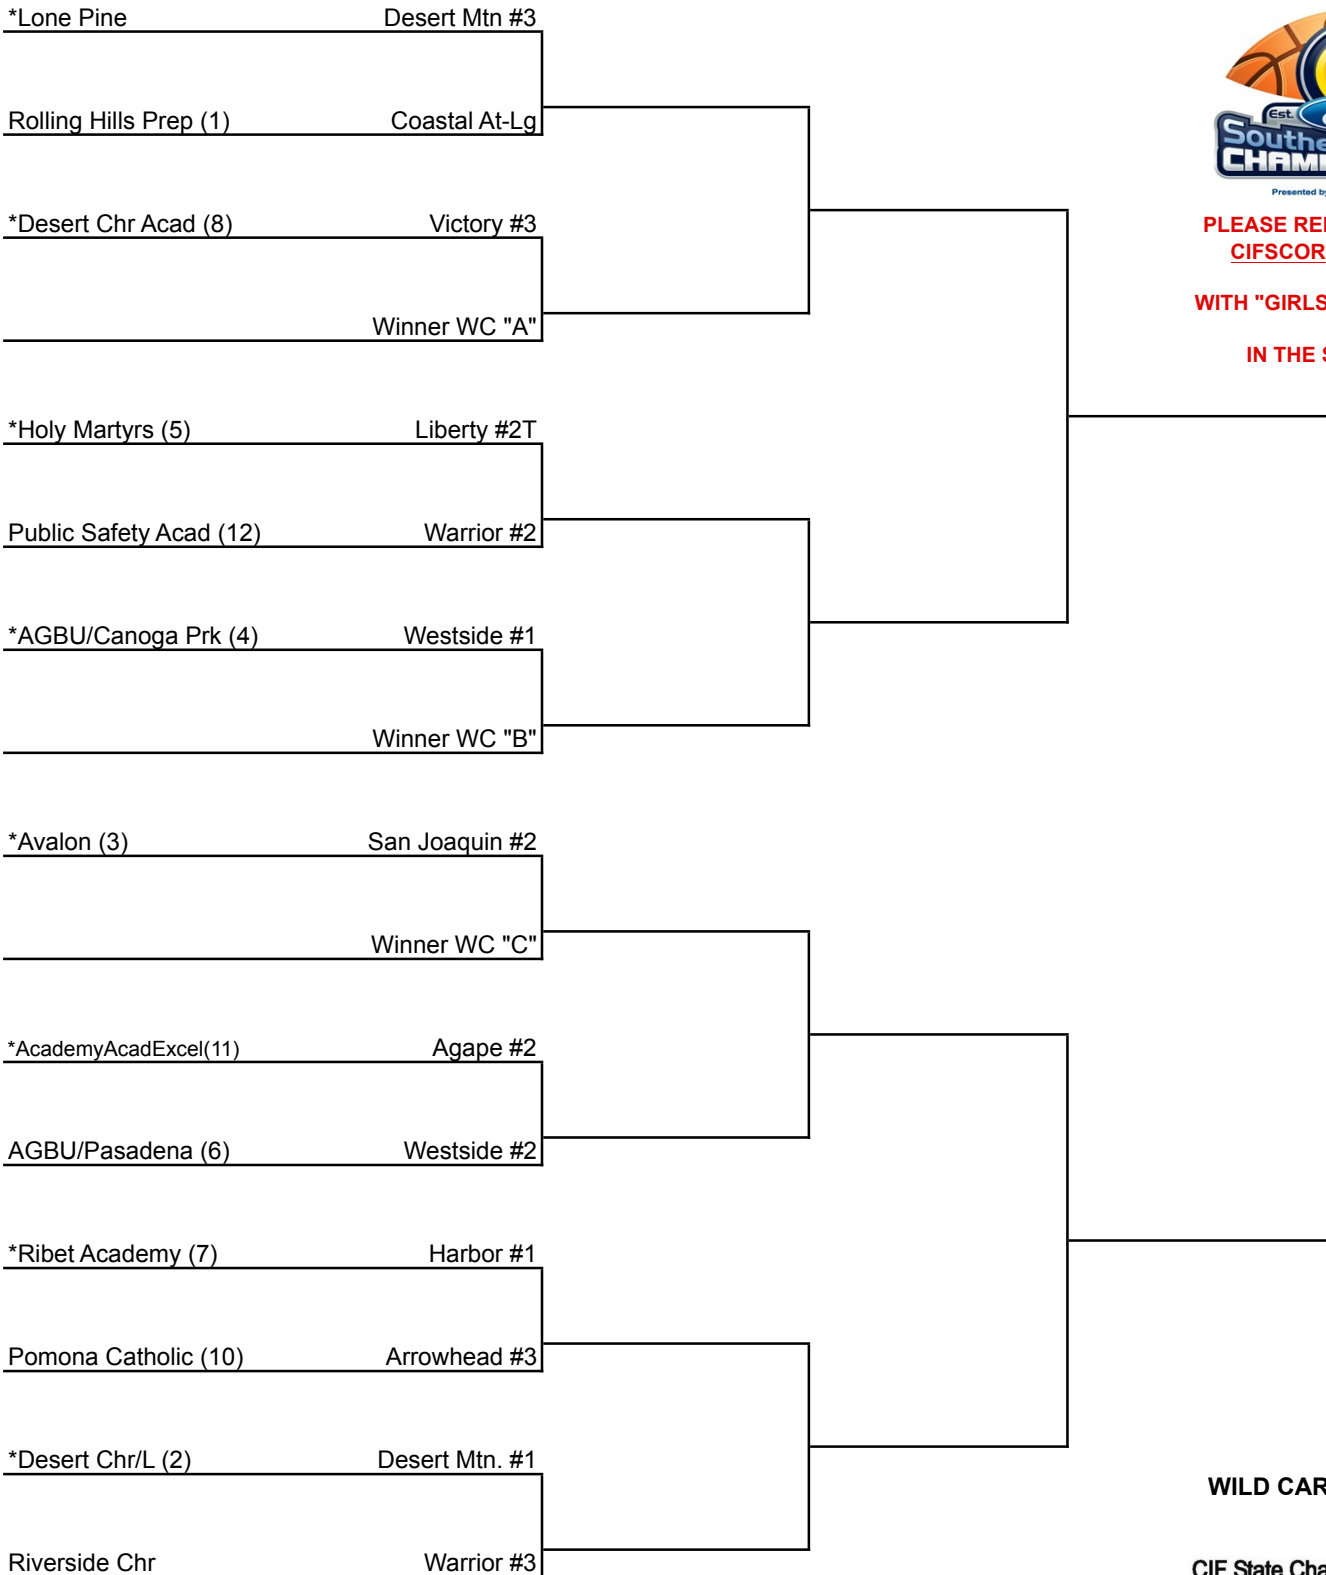 *Lone Pine Desert Mtn #3
Rolling Hills Prep (1) Coastal At-Lg
*Desert Chr Acad (8) Victory #3
Winner WC "A"
*Holy Martyrs (5) Liberty #2T
Public Safety Acad (12) Warrior #2
*AGBU/Canoga Prk (4) Westside #1
Winner WC "B"
*Avalon (3) San Joaquin #2
Winner WC "C"
*AcademyAcadExcel(11) Agape #2
AGBU/Pasadena (6) Westside #2
*Ribet Academy (7) Harbor #1
Pomona Catholic (10) Arrowhead #3
*Desert Chr/L (2) Desert Mtn. #1
Riverside Chr Warrior #3
Est.
Presented
PLEASE
WITH "GIRLS
IN THE
WILD
CIF State